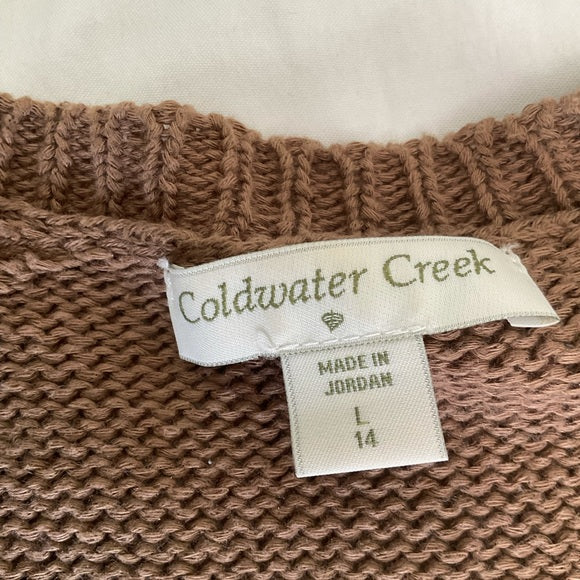 Coldwater Creek
MADE IN
JORDAN
L
14